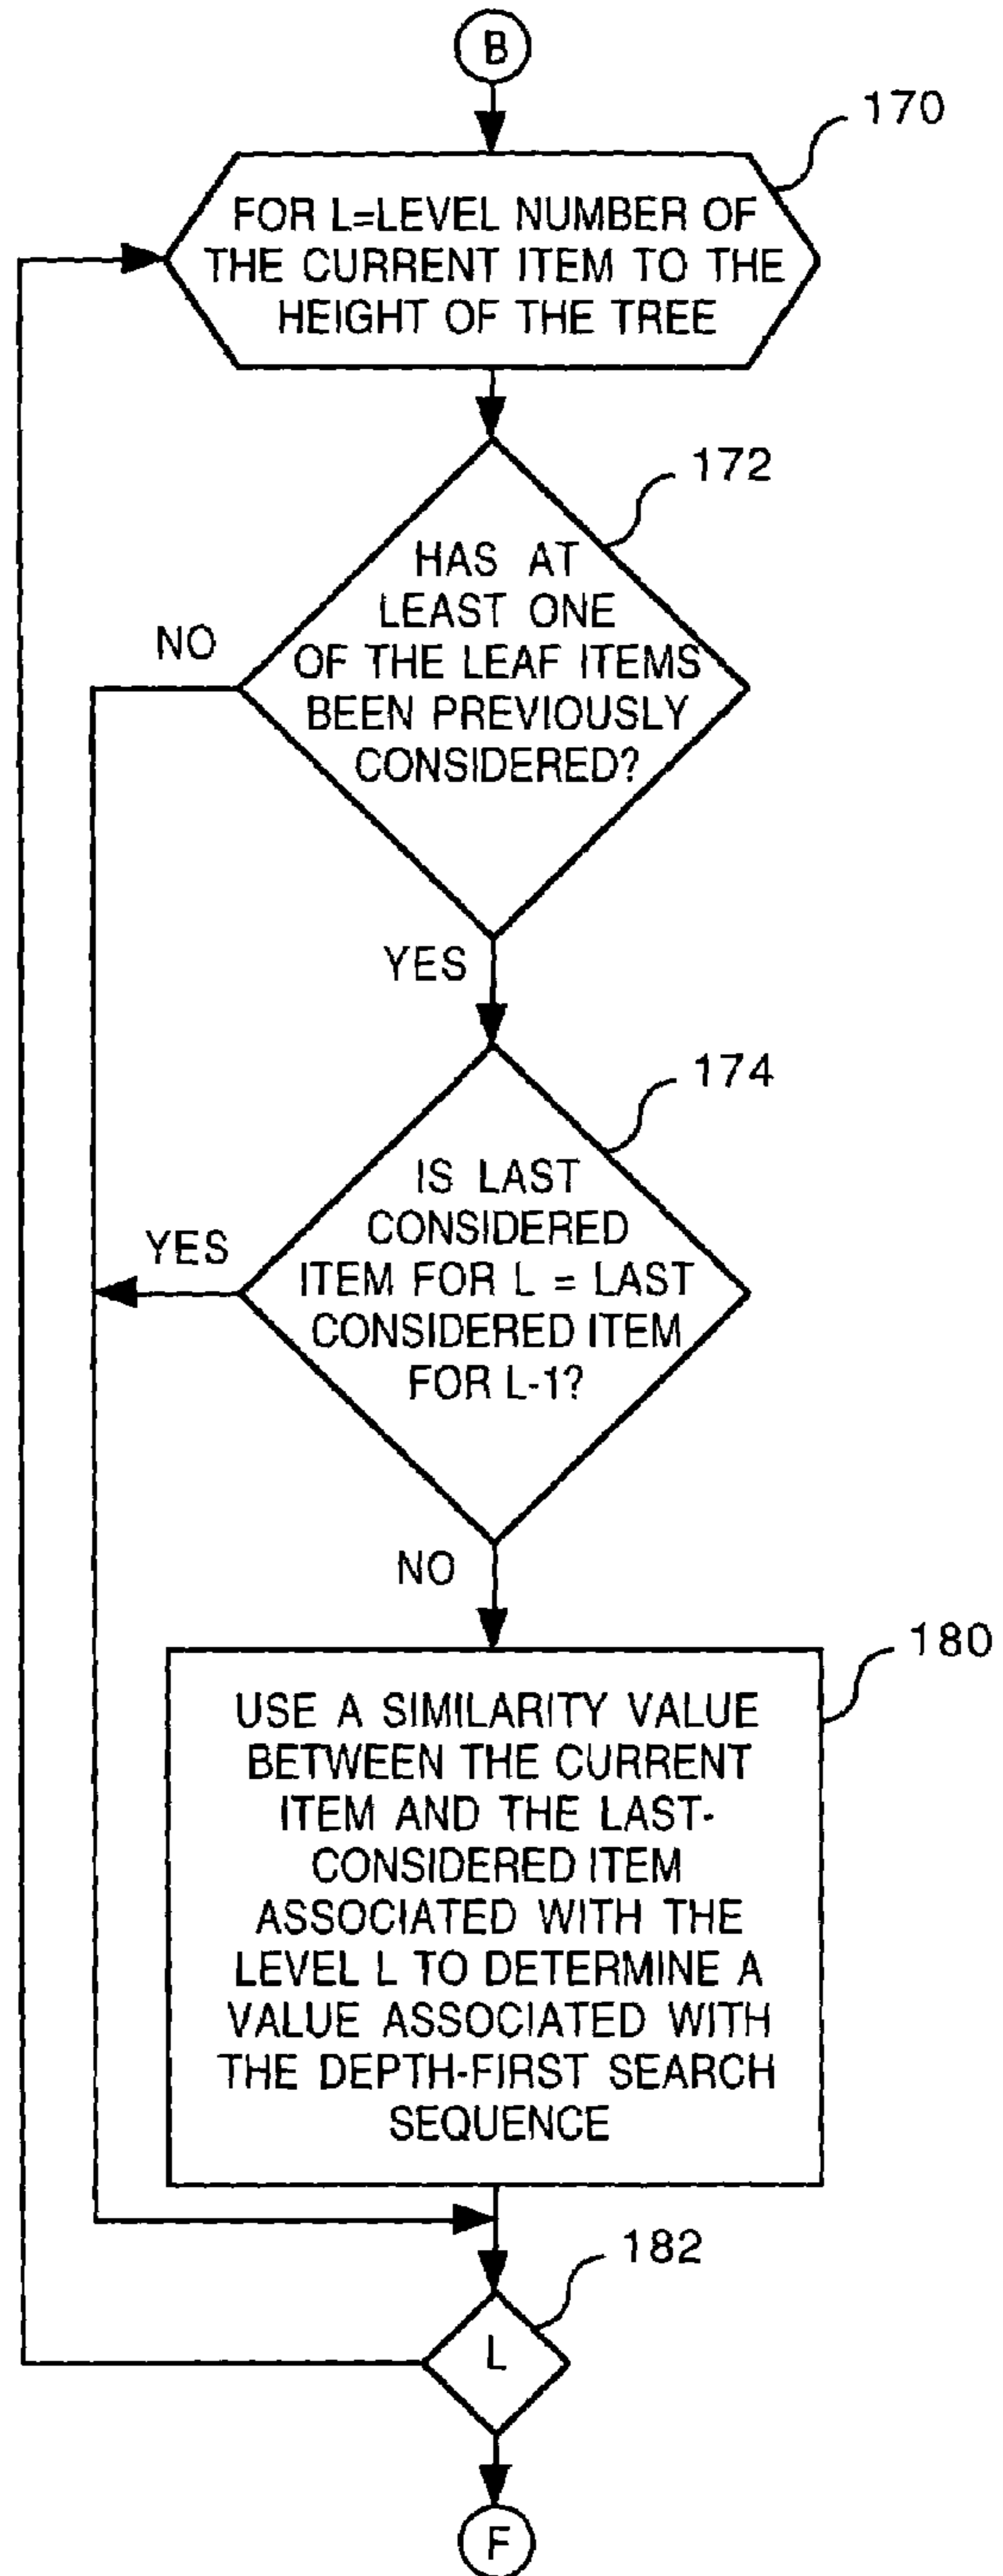 B
170
FOR L=LEVEL NUMBER OF
THE CURRENT ITEM TO THE
HEIGHT OF THE TREE
172
HAS AT
LEAST ONE
OF THE LEAF ITEMS
BEEN PREVIOUSLY
CONSIDERED?
NO
YES
174
IS LAST
CONSIDERED
ITEM FOR L = LAST
CONSIDERED ITEM
FOR L-1?
YES
NO
180
USE A SIMILARITY VALUE
BETWEEN THE CURRENT
ITEM AND THE LAST-
CONSIDERED ITEM
ASSOCIATED WITH THE
LEVEL L TO DETERMINE A
VALUE ASSOCIATED WITH
THE DEPTH-FIRST SEARCH
SEQUENCE
182
L
F